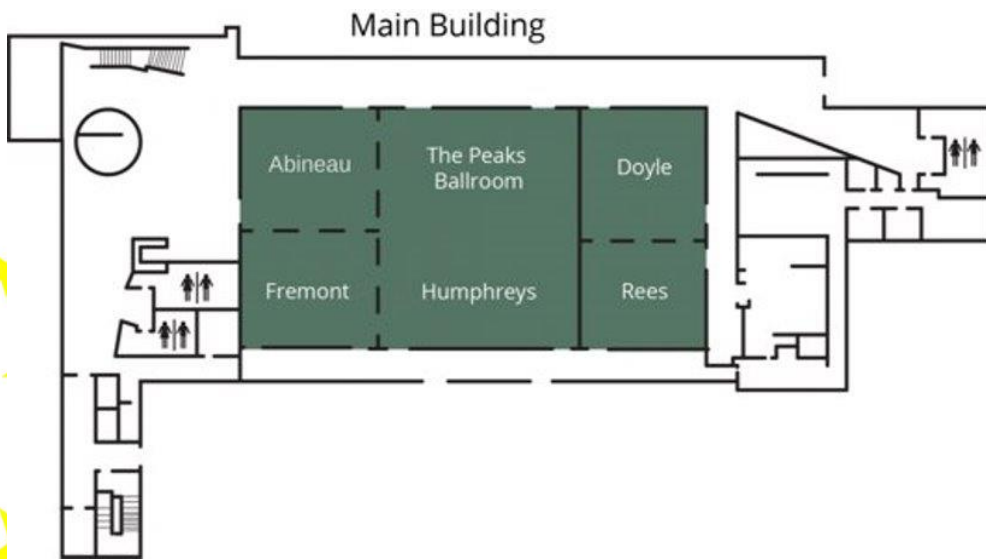 Main Building
Abineau
The Peaks
Ballroom
Doyle
Fremont
Humphreys
Rees